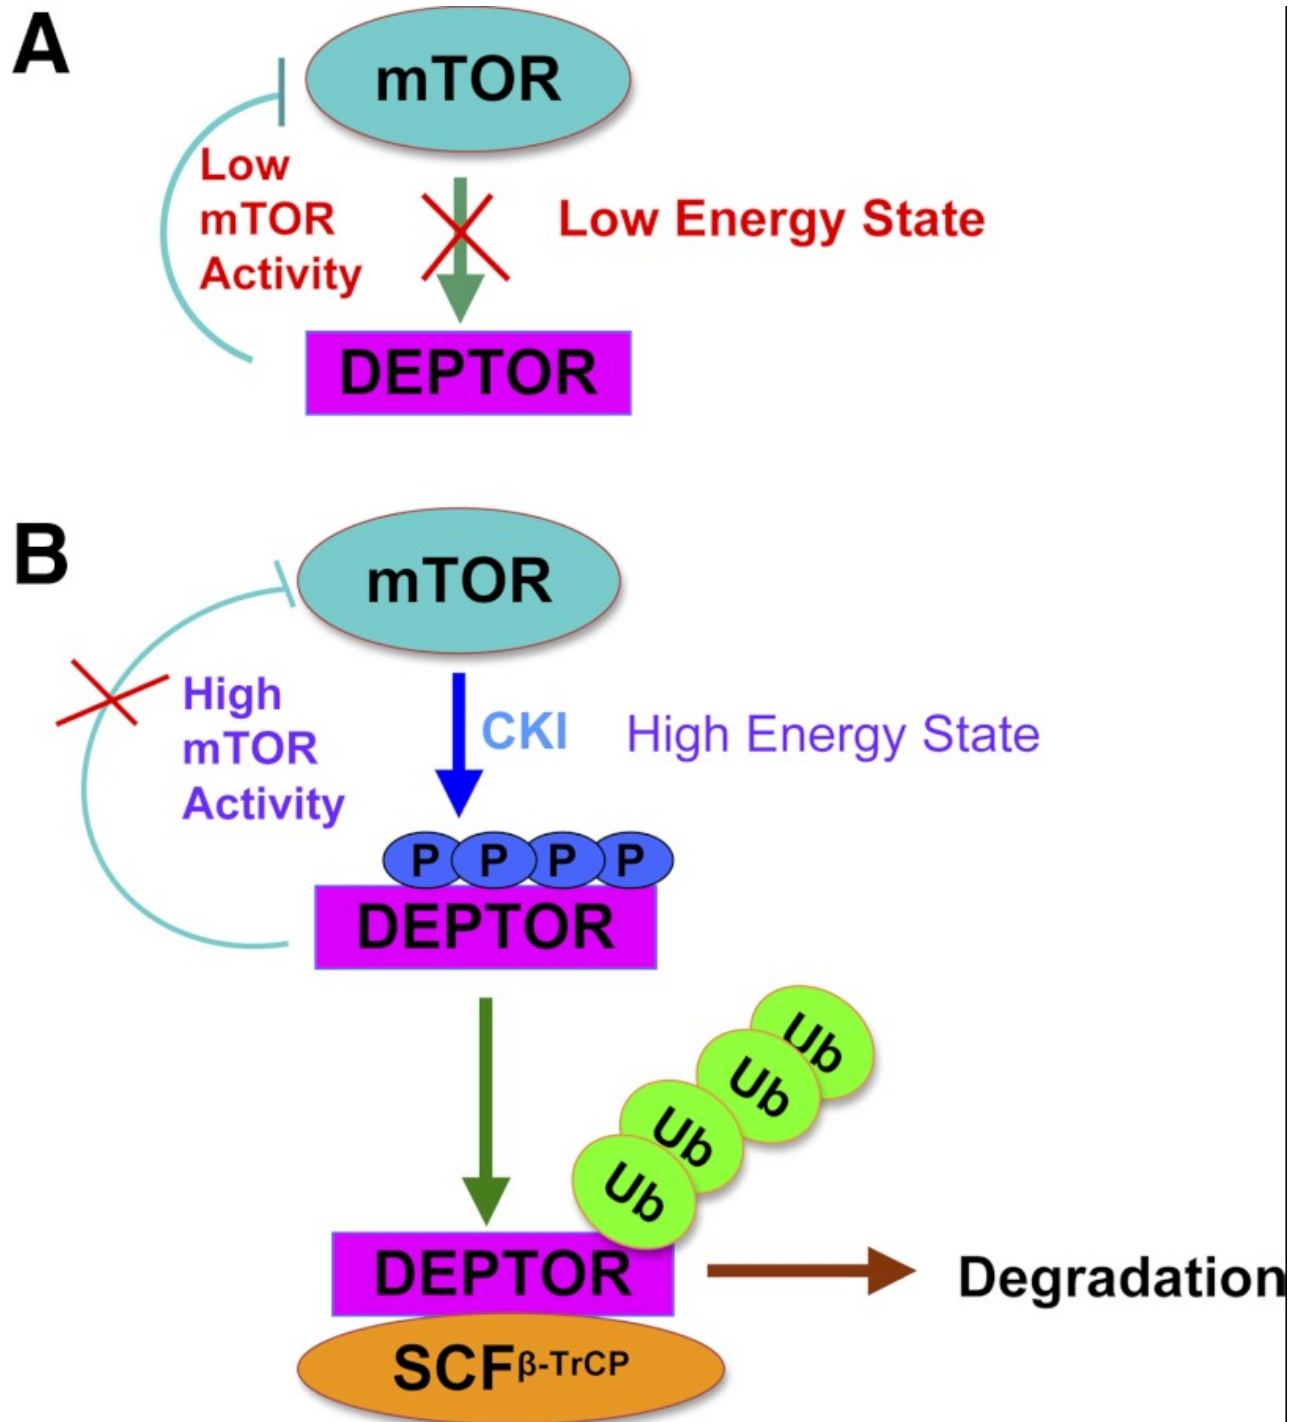 A
mTOR
Low
mTOR
Activity
Low Energy State
DEPTOR
B
mTOR
High
mTOR
Activity
CKI
High Energy State
P P P P
DEPTOR
Ub
Ub
Ub
Ub
DEPTOR
Degradation
SCFβ-TrCP